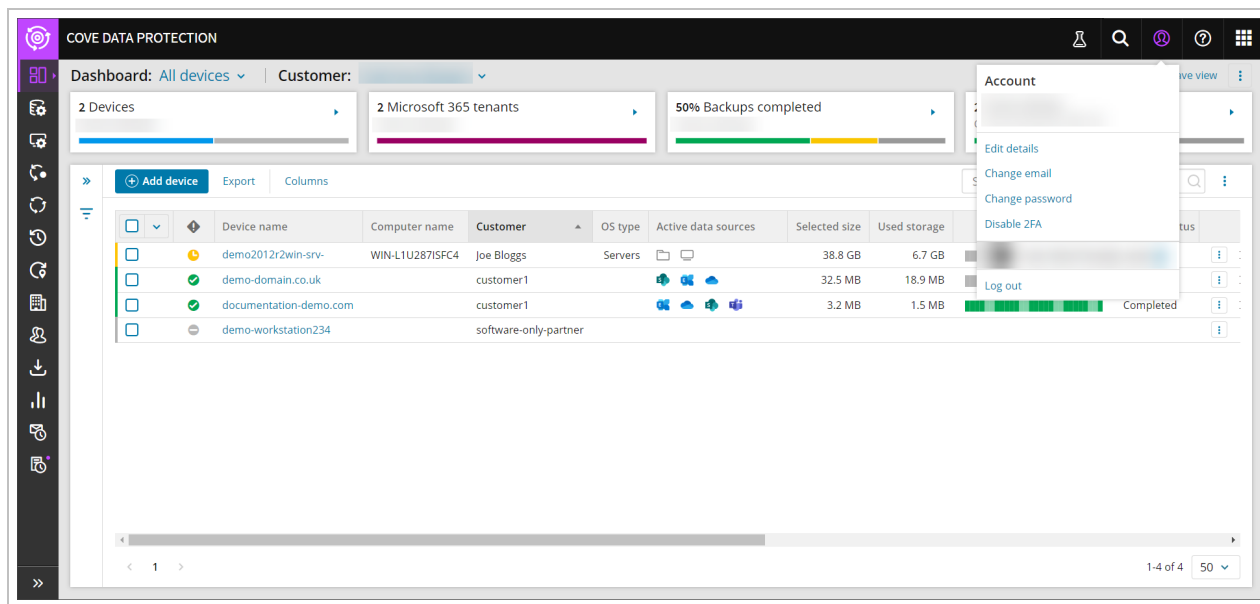 COVE DATA PROTECTION
Dashboard: All devices Customer:
ve view
2 Devices
2 Microsoft 365 tenants
50% Backups completed
Account
Edit details
Change email
Change password
Disable 2FA
Log out
Add device Export Columns
Device name Computer name Customer OS type Active data sources Selected size Used storage tus
demo2012r2win-srv- WIN-L1U287ISFC4 Joe Bloggs Servers 38.8 GB 6.7 GB
demo-domain.co.uk customer1 32.5 MB 18.9 MB
documentation-demo.com customer1 3.2 MB 1.5 MB Completed
demo-workstation234 software-only-partner
1
1-4 of 4 50